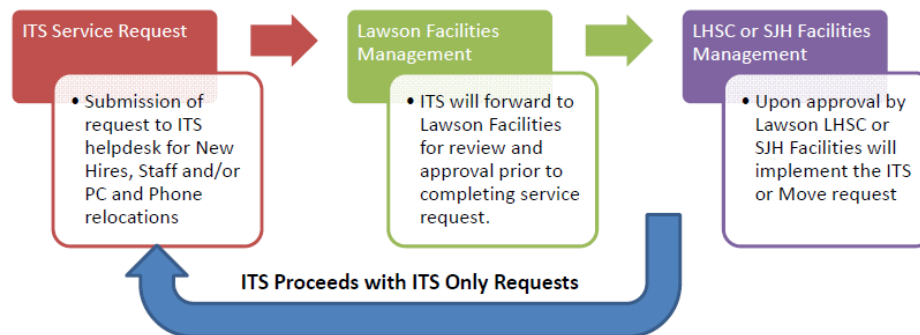 ITS Service Request
• Submission of
request to ITS
helpdesk for New
Hires, Staff and/or
PC and Phone
relocations
Lawson Facilities
Management
• ITS will forward to
Lawson Facilities
for review and
approval prior to
completing service
request.
LHSC or SJH Facilities
Management
• Upon approval by
Lawson LHSC or
SJH Facilities will
implement the ITS
or Move request
ITS Proceeds with ITS Only Requests